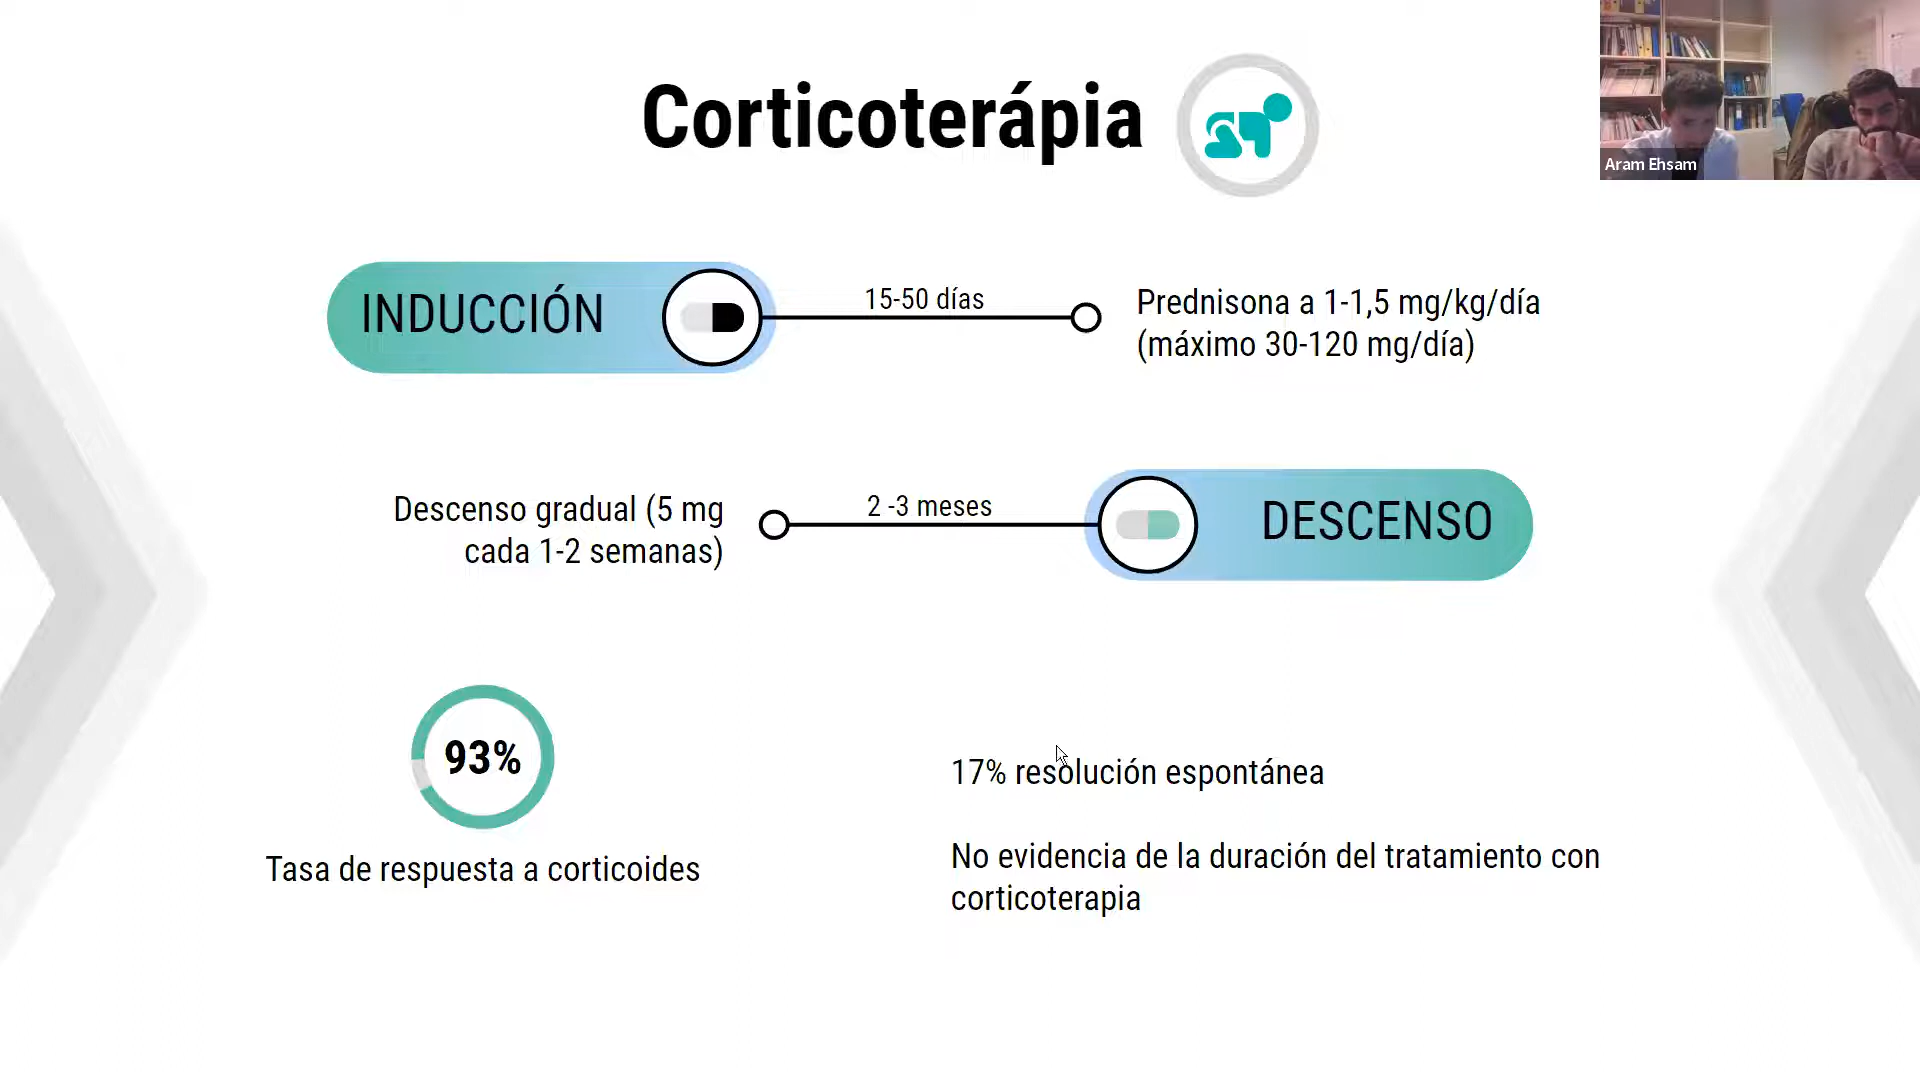 Corticoterápia
Aram Ehsam
INDUCCIÓN
15-50 días
Prednisona a 1-1,5 mg/kg/día
(máximo 30-120 mg/día)
Descenso gradual (5 mg
cada 1-2 semanas)
2 -3 meses
DESCENSO
93%
Tasa de respuesta a corticoides
17% resolución espontánea
No evidencia de la duración del tratamiento con
corticoterapia